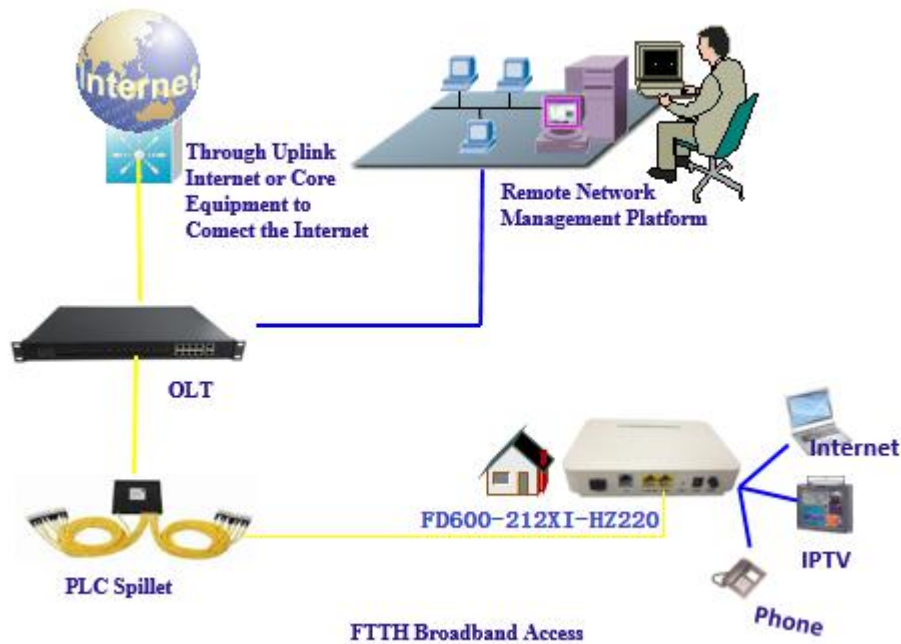 Internet
Through Uplink
Internet or Core
Equipment to
Comect the Internet
Remote Network
Management Platform
OLT
Internet
FD600-212XI-HZ220
IPTV
PLC Spillet
Phone
FTTH Broadband Access